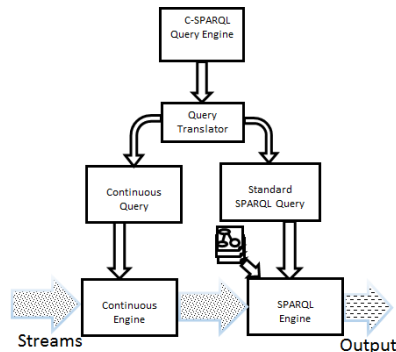 C-SPARQL
Query Engine
Query
Translator
Continuous
Query
Standard
SPARQL Query
Continuous
Engine
SPARQL
Engine
Streams
Output